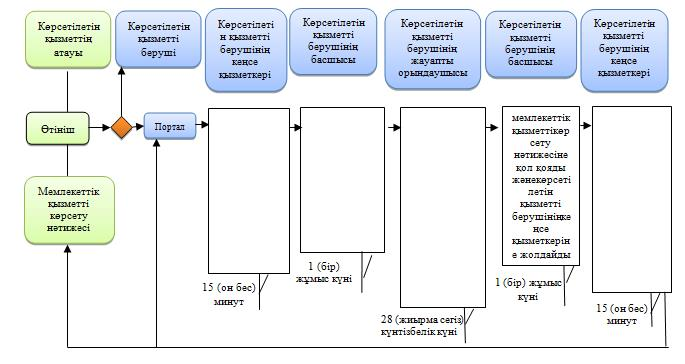 Көрсетілетін
қызметтің
атауы
Көрсетілетін
қызметті
беруші
Көрсетілеті
н қызметті
берушінің
кеңсе
қызметкері
Көрсетілетін
қызметті
берушінің
басшысы
Көрсетілетін
қызметті
берушінің
жауапты
орындаушысы
Көрсетілетін
қызметті
берушінің
басшысы
Көрсетілетін
қызметті
берушінің
кеңсе
қызметкері
Өтініш
Портал
мемлекеттік
қызметтікөр
сету
нәтижесіне
қол қояды
жәнекөрсеті
летін
қызметті
берушініңке
ңсе
қызметкерін
е жолдайды
Мемлекеттік
қызметті
көрсету
нәтижесі
15 (он бес)
минут
1 (бір)
жұмыс күні
28 (жиырма сегіз)
күнтізбелік күні
1 (бір) жұмыс
күні
15 (он бес)
минут